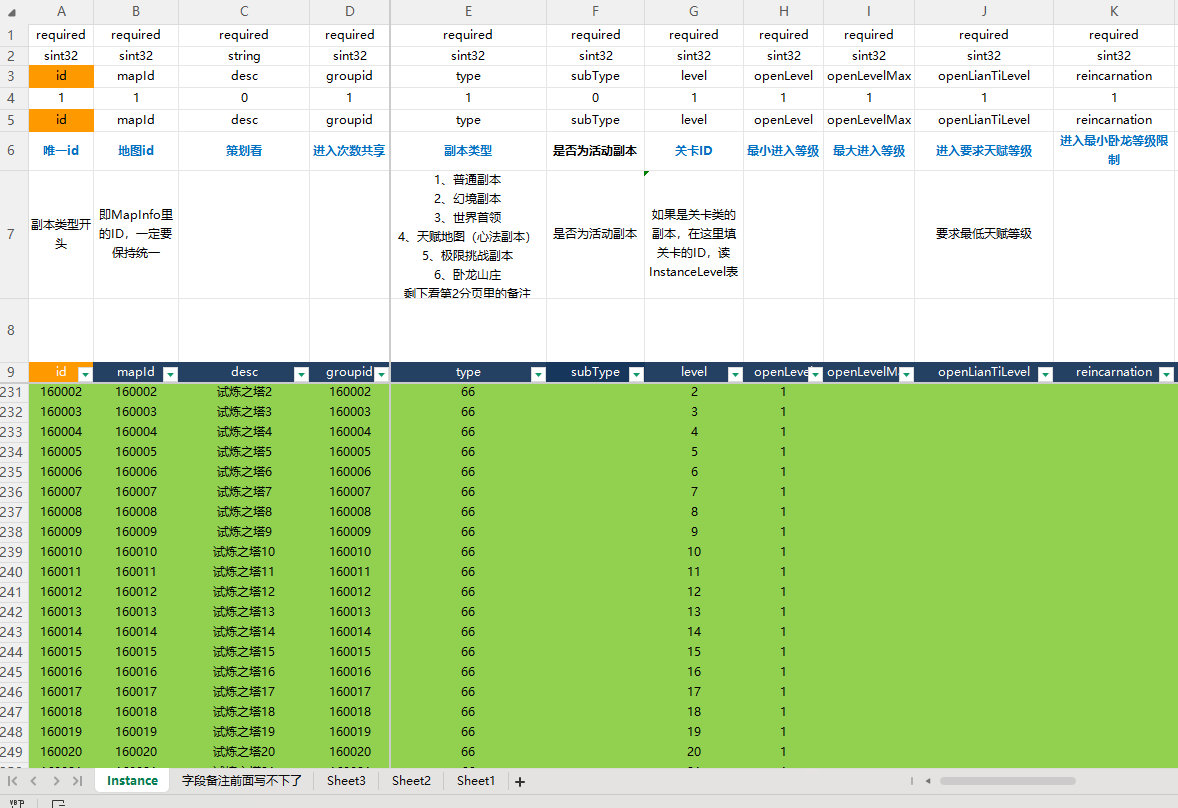 A B C D E F G H I J K
1 required required required required required required required required required required required
2 sint32 sint32 string sint32 sint32 sint32 sint32 sint32 sint32 sint32 sint32
3 id mapId desc groupid type subType level openLevel openLevelMax openLianTiLevel reincarnation
4 1 1 0 1 1 0 1 1 1 1 1
5 id mapId desc groupid type subType level openLevel openLevelMax openLianTiLevel reincarnation
6 唯一id 地图id 策划看 进入次数共享 副本类型 是否为活动副本 关卡ID 最小进入等级 最大进入等级 进入要求天赋等级 进入最小卧龙等级限
制
7
副本类型开
头
即MapInfo里
的ID，一定要
保持统一
1、普通副本
2、幻境副本
3、世界首领
4、天赋地图（心法副本）
5、极限挑战副本
6、卧龙山庄
剩下看第2分页里的备注
是否为活动副本
如果是关卡类的
副本，在这里填
关卡的ID，读
InstanceLevel表
要求最低天赋等级
8
9 id mapId desc groupid type subType level openLeve openLevelM openLianTiLevel reincarnation
231 160002 160002 试炼之塔2 160002 66 2 1
232 160003 160003 试炼之塔3 160003 66 3 1
233 160004 160004 试炼之塔4 160004 66 4 1
234 160005 160005 试炼之塔5 160005 66 5 1
235 160006 160006 试炼之塔6 160006 66 6 1
236 160007 160007 试炼之塔7 160007 66 7 1
237 160008 160008 试炼之塔8 160008 66 8 1
238 160009 160009 试炼之塔9 160009 66 9 1
239 160010 160010 试炼之塔10 160010 66 10 1
240 160011 160011 试炼之塔11 160011 66 11 1
241 160012 160012 试炼之塔12 160012 66 12 1
242 160013 160013 试炼之塔13 160013 66 13 1
243 160014 160014 试炼之塔14 160014 66 14 1
244 160015 160015 试炼之塔15 160015 66 15 1
245 160016 160016 试炼之塔16 160016 66 16 1
246 160017 160017 试炼之塔17 160017 66 17 1
247 160018 160018 试炼之塔18 160018 66 18 1
248 160019 160019 试炼之塔19 160019 66 19 1
249 160020 160020 试炼之塔20 160020 66 20 1
Instance 字段备注前面写不下了 Sheet3 Sheet2 Sheet1